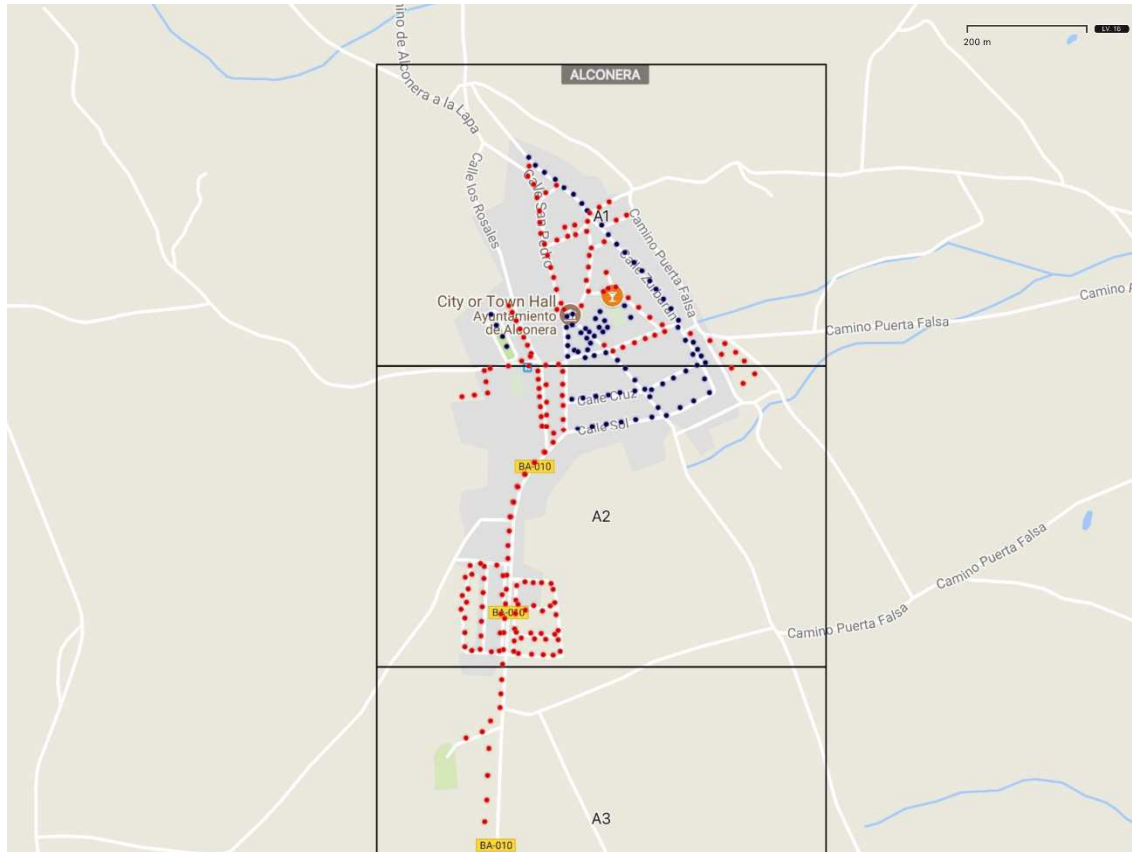 ino de Alconera a la Lapa
200 m
LV. 10
ALCONERA
Calle los Rosales
Calle San Pedro
A1
Camino Puerta Falsa
Calle Zurbarán
City or Town Hall
Ayuntamiento
de Alconera
Camino A
Camino Puerta Falsa
Calle Cruz
Calle Sol
BA-010
A2
Camino Puerta Falsa
BA-010
Camino Puerta Falsa
A3
BA-010